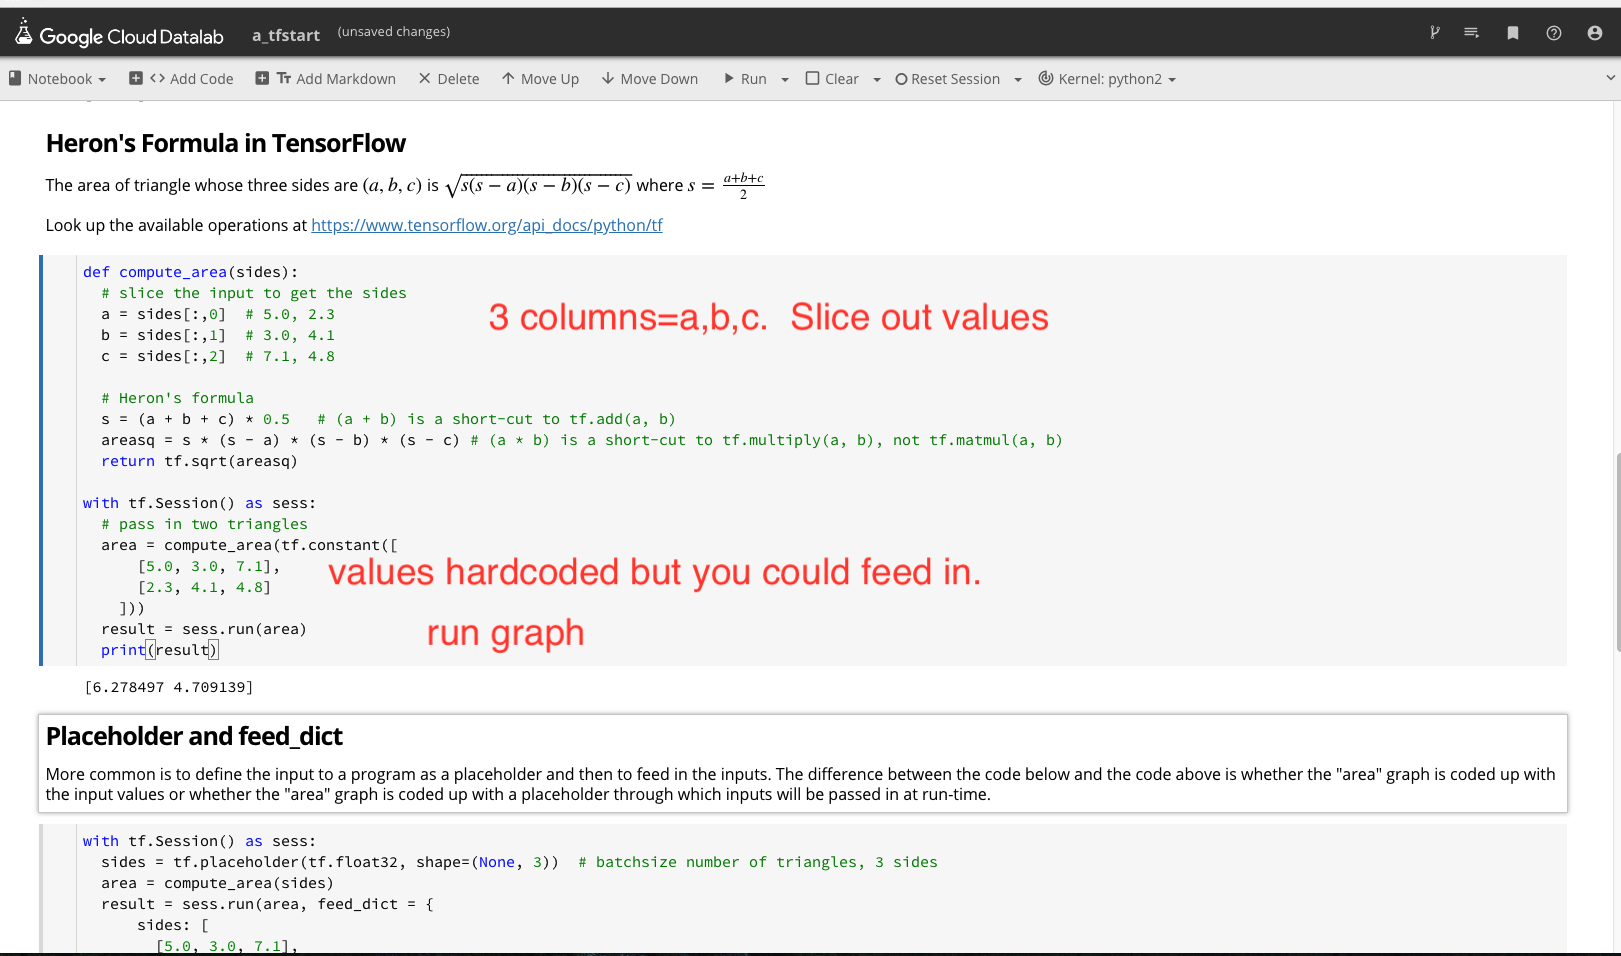 Google Cloud Datalab a_tfstart (unsaved changes)
Notebook Add Code Add Markdown Delete Move Up Move Down Run Clear Reset Session Kernel: python2
Heron's Formula in TensorFlow
The area of triangle whose three sides are (a, b, c) is √s(s − a)(s − b)(s − c) where s = a+b+c/2
Look up the available operations at https://www.tensorflow.org/api_docs/python/tf
def compute_area(sides):
# slice the input to get the sides
a = sides[:,0]  # 5.0, 2.3
3 columns=a,b,c.  Slice out values
b = sides[:,1]  # 3.0, 4.1
c = sides[:,2]  # 7.1, 4.8
# Heron's formula
s = (a + b + c) * 0.5   # (a + b) is a short-cut to tf.add(a, b)
areasq = s * (s - a) * (s - b) * (s - c) # (a * b) is a short-cut to tf.multiply(a, b), not tf.matmul(a, b)
return tf.sqrt(areasq)
with tf.Session() as sess:
# pass in two triangles
area = compute_area(tf.constant([
[5.0, 3.0, 7.1],
values hardcoded but you could feed in.
[2.3, 4.1, 4.8]
]))
result = sess.run(area)
run graph
print(result)
[6.278497 4.709139]
Placeholder and feed_dict
More common is to define the input to a program as a placeholder and then to feed in the inputs. The difference between the code below and the code above is whether the "area" graph is coded up with
the input values or whether the "area" graph is coded up with a placeholder through which inputs will be passed in at run-time.
with tf.Session() as sess:
sides = tf.placeholder(tf.float32, shape=(None, 3))  # batchsize number of triangles, 3 sides
area = compute_area(sides)
result = sess.run(area, feed_dict = {
sides: [
[5.0, 3.0, 7.1],